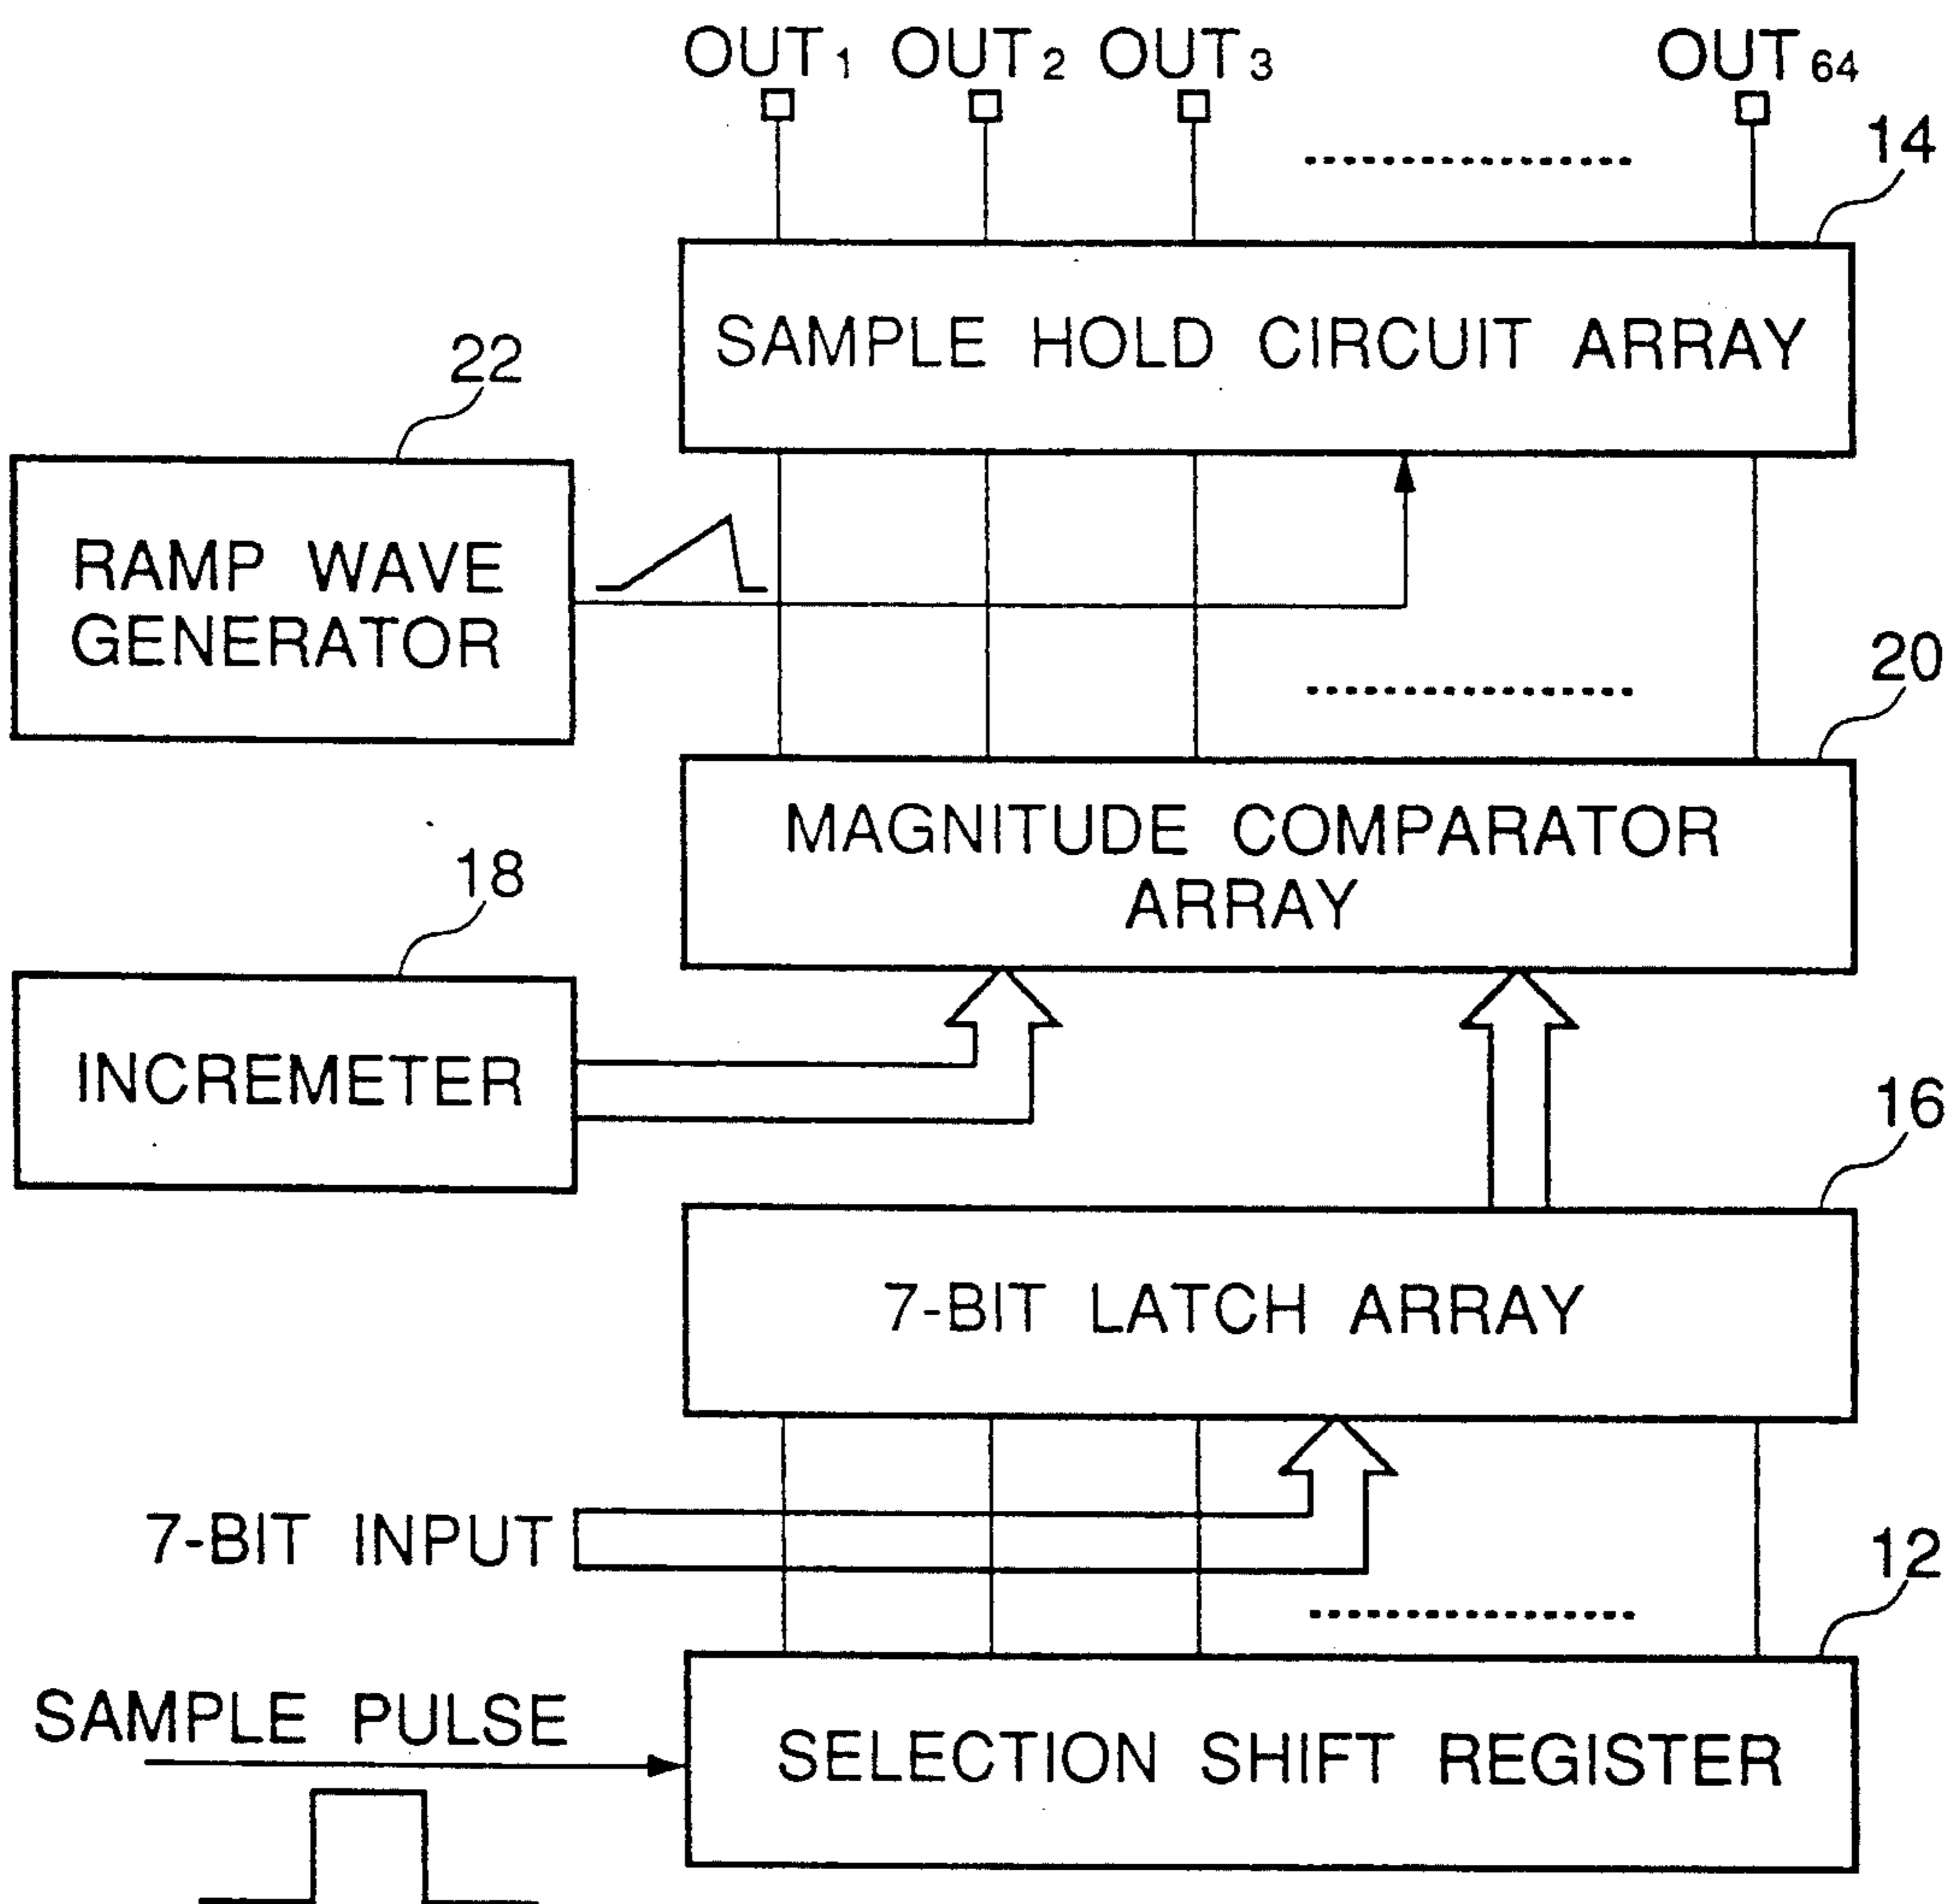 OUT1 OUT2 OUT3 OUT64
14
SAMPLE HOLD CIRCUIT ARRAY
22
RAMP WAVE
GENERATOR
20
MAGNITUDE COMPARATOR
ARRAY
18
INCREMETER
16
7-BIT LATCH ARRAY
7-BIT INPUT
12
SAMPLE PULSE
SELECTION SHIFT REGISTER